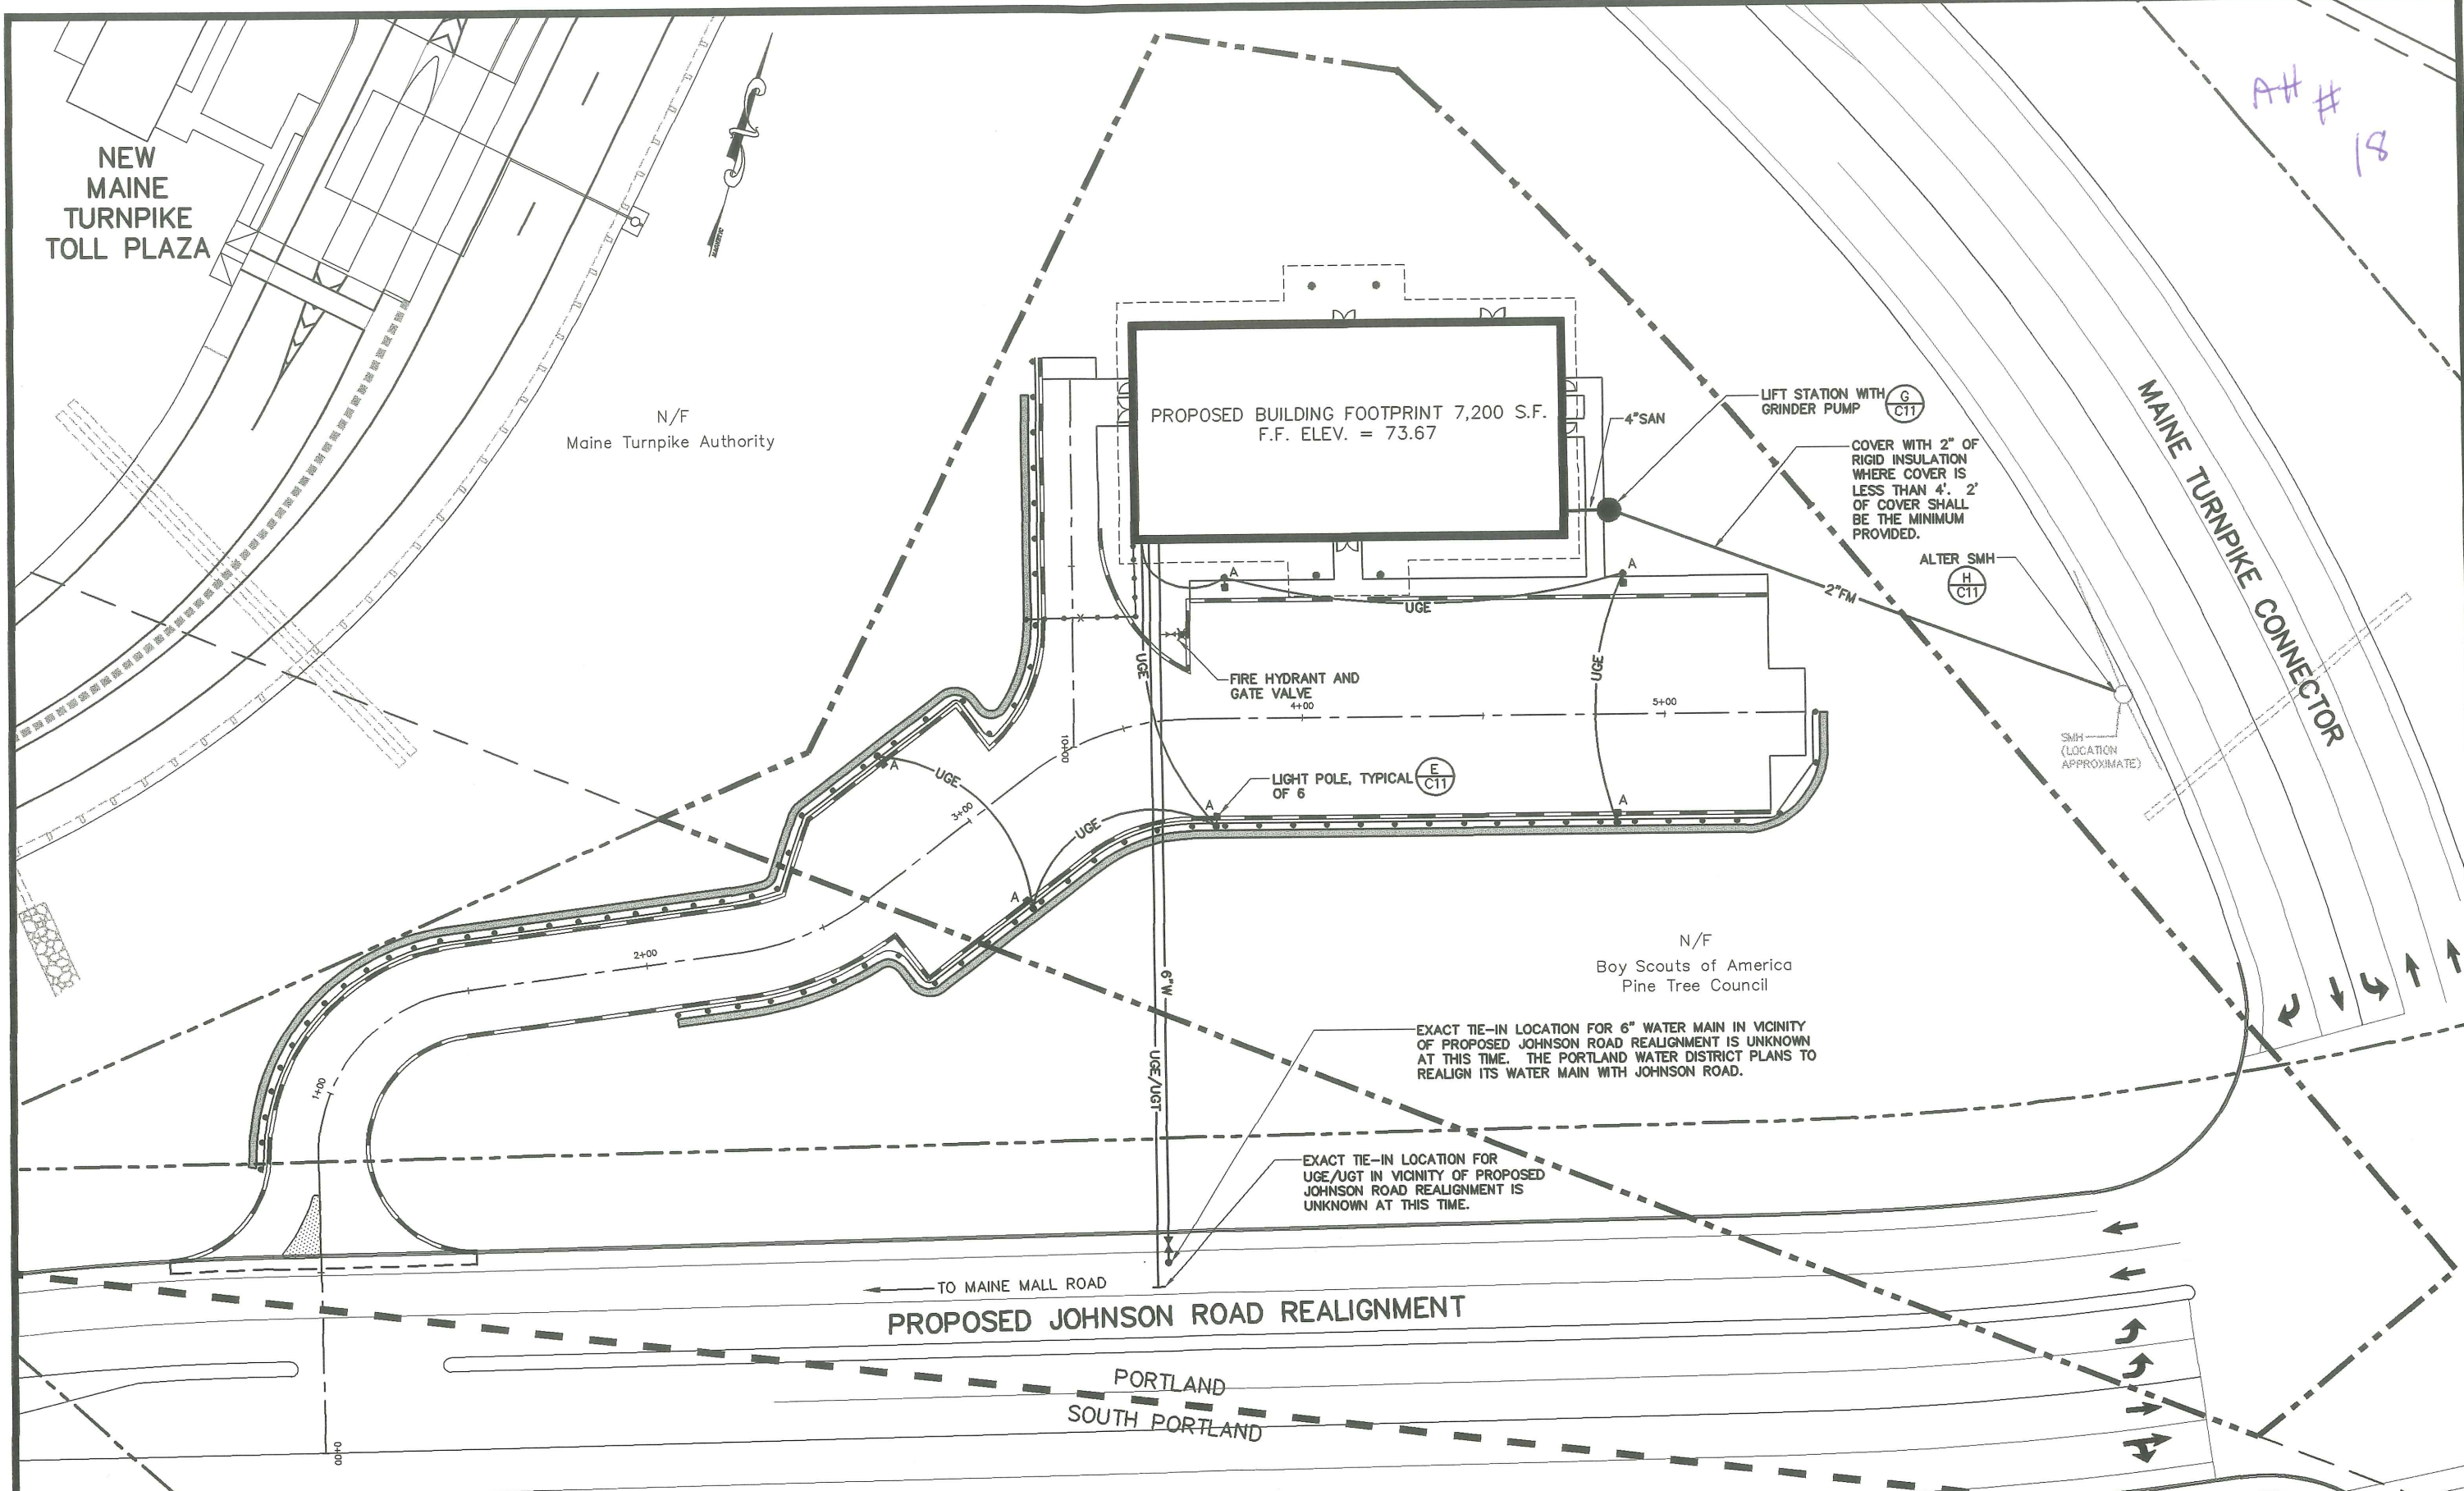 AH #
18
NEW
MAINE
TURNPIKE
TOLL PLAZA
MAGNETIC
N/F
Maine Turnpike Authority
PROPOSED BUILDING FOOTPRINT 7,200 S.F.
F.F. ELEV. = 73.67
4"SAN
LIFT STATION WITH
GRINDER PUMP
G
C11
COVER WITH 2" OF
RIGID INSULATION
WHERE COVER IS
LESS THAN 4'. 2'
OF COVER SHALL
BE THE MINIMUM
PROVIDED.
ALTER SMH
H
C11
2"FM
MAINE TURNPIKE CONNECTOR
SMH
(LOCATION
APPROXIMATE)
A
A
UGE
UGE
UGE
FIRE HYDRANT AND
GATE VALVE
4+00
5+00
10+00
A
UGE
LIGHT POLE, TYPICAL
OF 6
E
C11
A
A
3+00
UGE
A
2+00
6"W
N/F
Boy Scouts of America
Pine Tree Council
EXACT TIE-IN LOCATION FOR 6" WATER MAIN IN VICINITY
OF PROPOSED JOHNSON ROAD REALIGNMENT IS UNKNOWN
AT THIS TIME. THE PORTLAND WATER DISTRICT PLANS TO
REALIGN ITS WATER MAIN WITH JOHNSON ROAD.
UGE/UGT
1+00
EXACT TIE-IN LOCATION FOR
UGE/UGT IN VICINITY OF PROPOSED
JOHNSON ROAD REALIGNMENT IS
UNKNOWN AT THIS TIME.
TO MAINE MALL ROAD
PROPOSED JOHNSON ROAD REALIGNMENT
PORTLAND
SOUTH PORTLAND
0+00